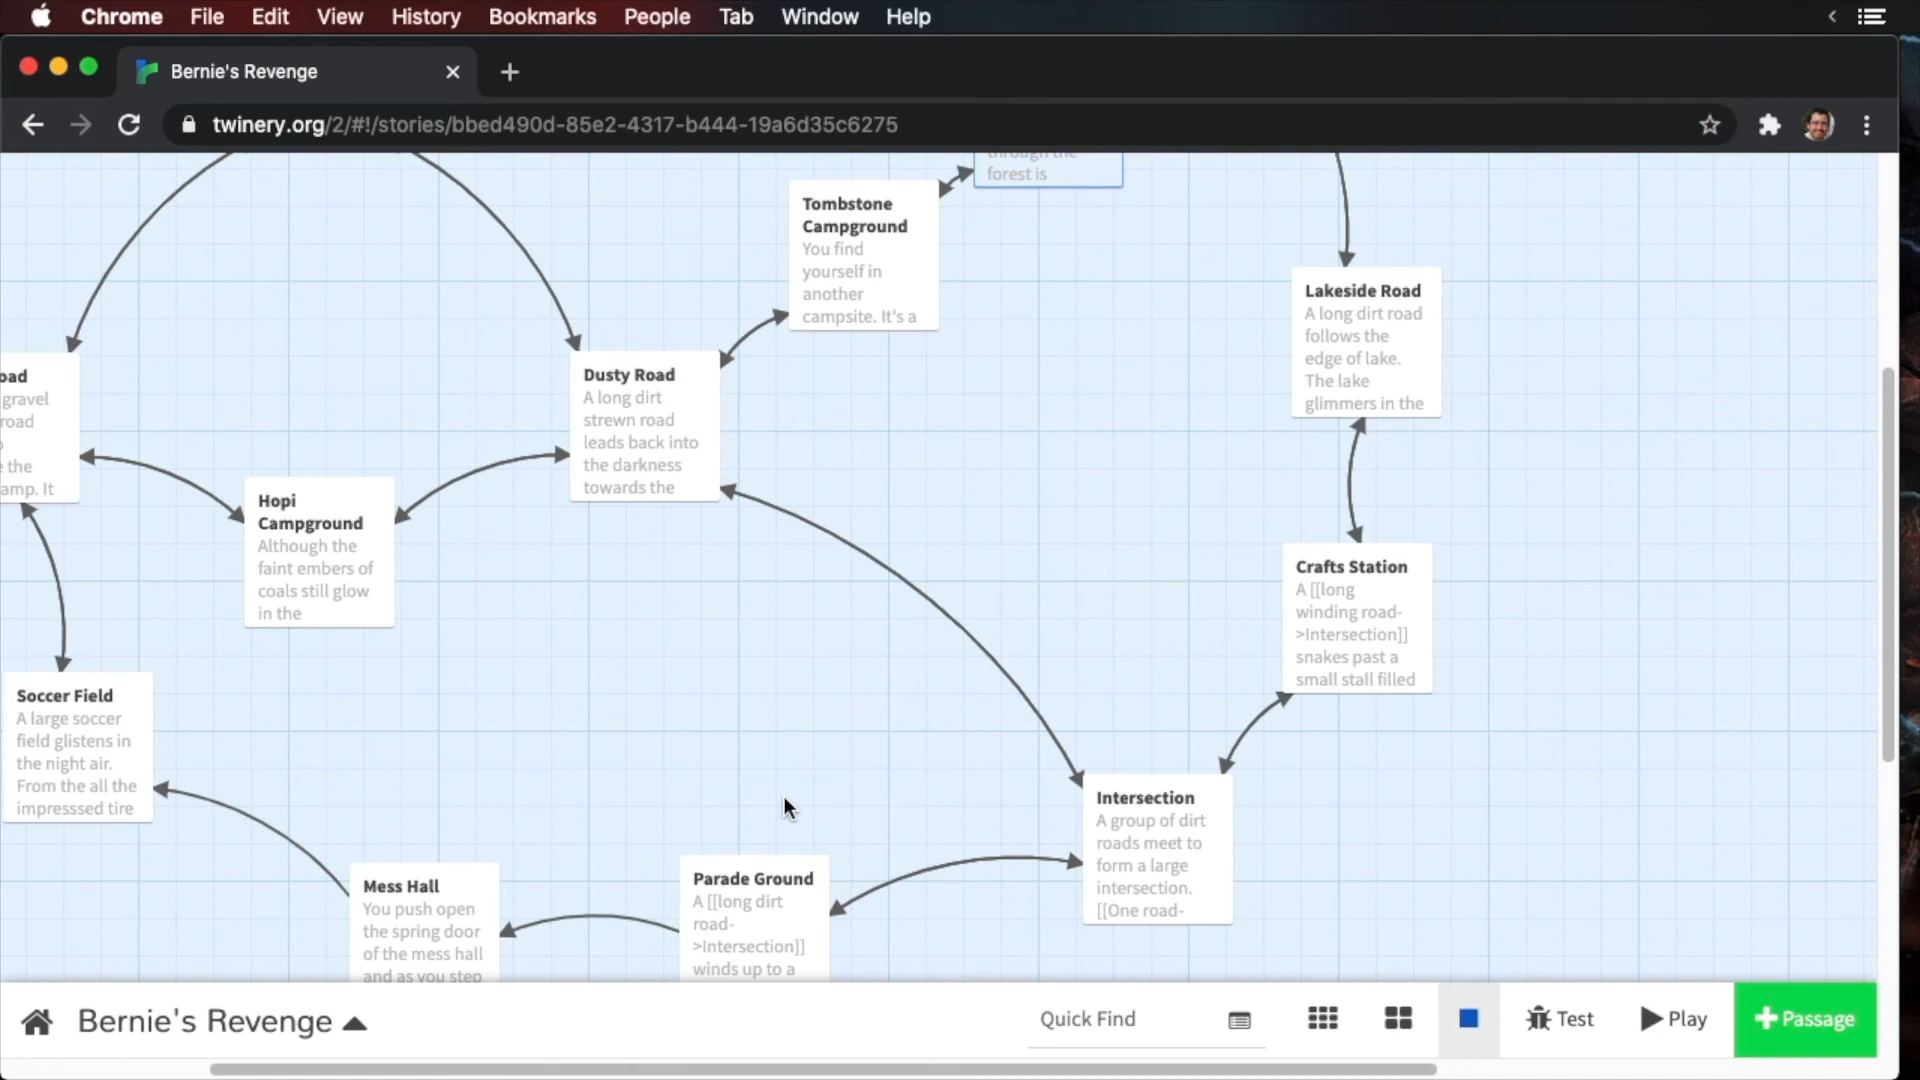 Chrome File Edit View History Bookmarks People Tab Window Help
Bernie's Revenge
twinery.org/2/#!/stories/bbed490d-85e2-4317-b444-19a6d35c6275
through the
forest is
Tombstone
Campground
You find
yourself in
another
campsite. It's a
Lakeside Road
A long dirt road
follows the
edge of lake.
The lake
glimmers in the
oad
gravel
road
e the
amp. It
Dusty Road
A long dirt
strewn road
leads back into
the darkness
towards the
Hopi
Campground
Although the
faint embers of
coals still glow
in the
Crafts Station
A [[long
winding road-
>Intersection]]
snakes past a
small stall filled
Soccer Field
A large soccer
field glistens in
the night air.
From the all the
impresssed tire
Intersection
A group of dirt
roads meet to
form a large
intersection.
[[One road-
Mess Hall
You push open
the spring door
of the mess hall
and as you step
Parade Ground
A [[long dirt
road-
>Intersection]]
winds up to a
Bernie's Revenge
Quick Find
Test
Play
+Passage